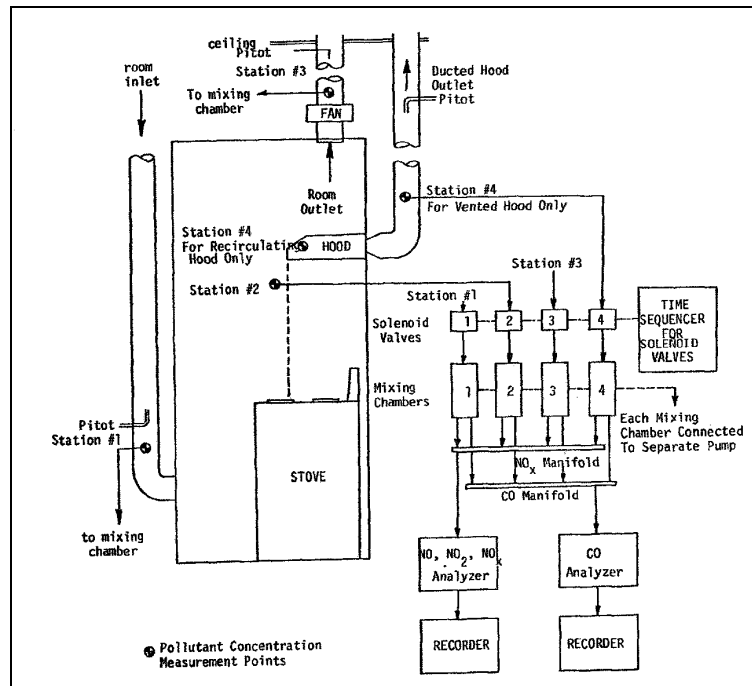 ceiling
Pitot
Station #3
room
inlet
To mixing
chamber
FAN
Ducted Hood
Outlet
Pitot
Room
Outlet
Station #4
For Vented Hood Only
Station #4
For Recirculating
Hood Only
HOOD
Station #2
Station #3
Station #1
Solenoid
Valves
1
2
3
4
TIME
SEQUENCER
FOR
SOLENOID
VALVES
Mixing
Chambers
1
2
3
4
Each Mixing
Chamber Connected
To Separate Pump
Pitot
Station #1
STOVE
NOx Manifold
CO Manifold
to mixing
chamber
NO, NO2, NOx
Analyzer
CO
Analyzer
RECORDER
RECORDER
Pollutant Concentration
Measurement Points